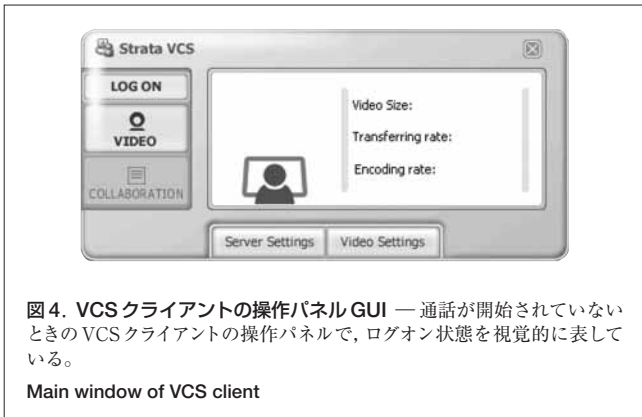 Strata VCS
LOG ON
VIDEO
COLLABORATION
Video Size:
Transferring rate:
Encoding rate:
Server Settings
Video Settings
図4．VCSクライアントの操作パネルGUI — 通話が開始されていない
ときのVCSクライアントの操作パネルで，ログオン状態を視覚的に表して
いる。
Main window of VCS client